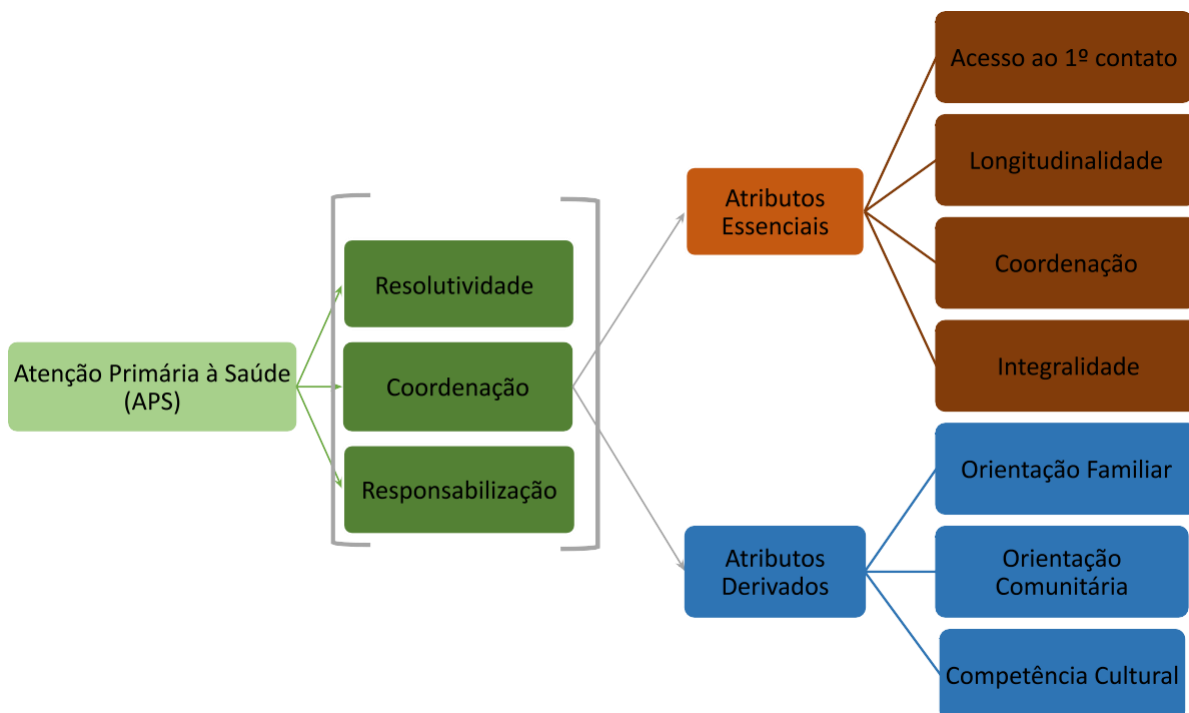 Atenção Primária à Saúde
(APS)
Resolutividade
Coordenação
Responsabilização
Atributos
Essenciais
Acesso ao 1º contato
Longitudinalidade
Coordenação
Integralidade
Atributos
Derivados
Orientação Familiar
Orientação
Comunitária
Competência Cultural